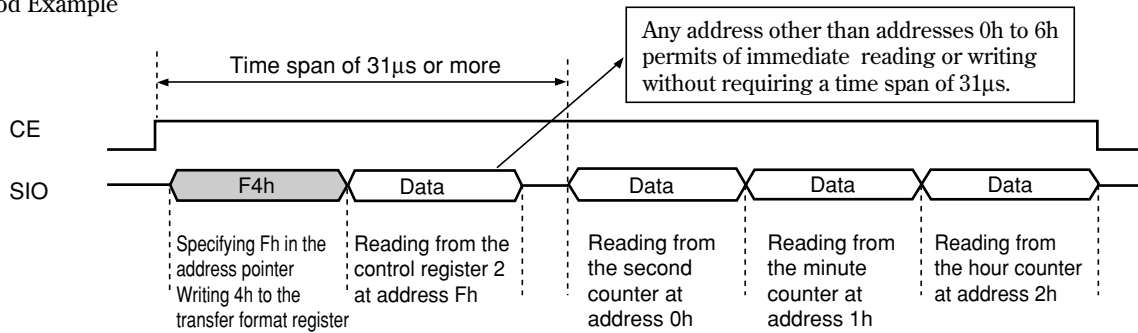 Example
Any address other than addresses 0h to 6h
permits of immediate reading or writing
without requiring a time span of 31μs.
Time span of 31μs or more
CE
SIO
F4h
Data
Data
Data
Data
Specifying Fh in the
address pointer
Writing 4h to the
transfer format register
Reading from the
control register 2
at address Fh
Reading from
the second
counter at
address 0h
Reading from
the minute
counter at
address 1h
Reading from
the hour counter
at address 2h